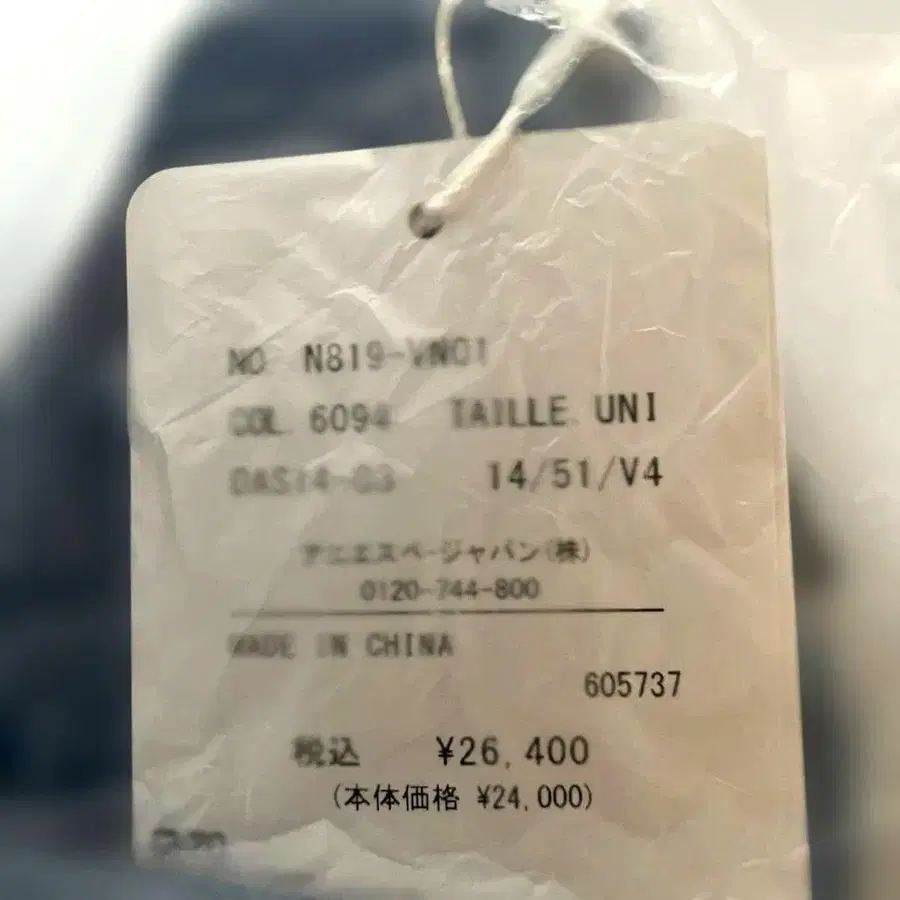 NO N819-VN01
COL. 6094 TAILLE. UNI
DAS14-03 14/51/V4
アニエスベージャパン(株)
0120-744-800
MADE IN CHINA
605737
税込 ¥26,400
(本体価格 ¥24,000)